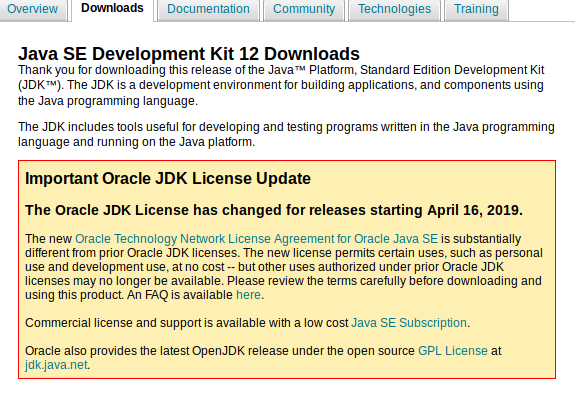 Overview Downloads Documentation Community Technologies Training
Java SE Development Kit 12 Downloads
Thank you for downloading this release of the Java™ Platform, Standard Edition Development Kit
(JDK™). The JDK is a development environment for building applications, and components using
the Java programming language.
The JDK includes tools useful for developing and testing programs written in the Java programming
language and running on the Java platform.
Important Oracle JDK License Update
The Oracle JDK License has changed for releases starting April 16, 2019.
The new Oracle Technology Network License Agreement for Oracle Java SE is substantially
different from prior Oracle JDK licenses. The new license permits certain uses, such as personal
use and development use, at no cost -- but other uses authorized under prior Oracle JDK
licenses may no longer be available. Please review the terms carefully before downloading and
using this product. An FAQ is available here.
Commercial license and support is available with a low cost Java SE Subscription.
Oracle also provides the latest OpenJDK release under the open source GPL License at
jdk.java.net.